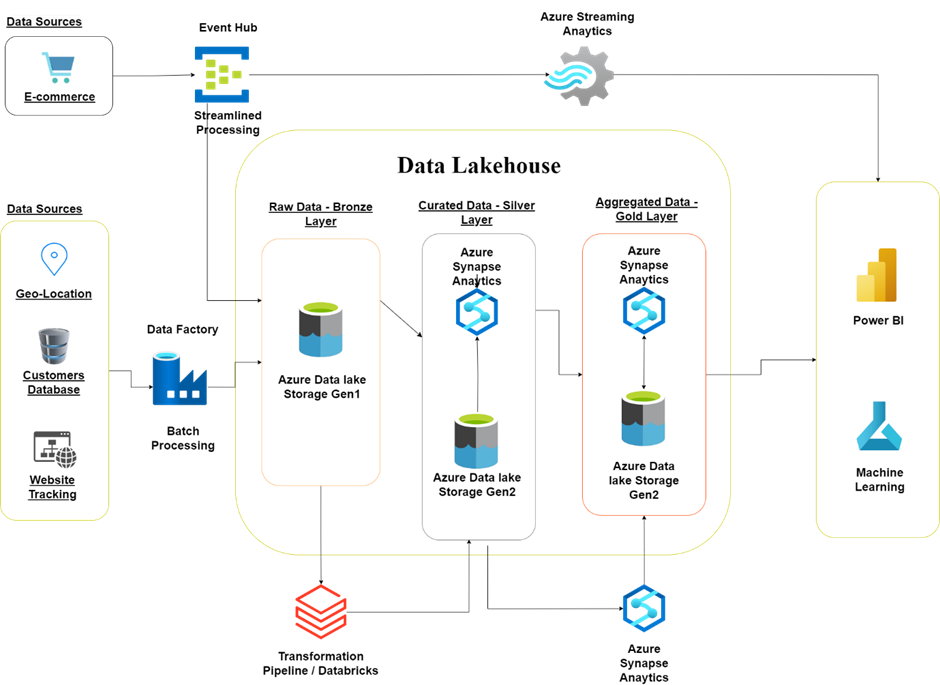 Data Sources
E-commerce
Event Hub
Streamlined
Processing
Azure Streaming
Anaytics
Data Lakehouse
Data Sources
Geo-Location
Customers
Database
Website
Tracking
Data Factory
Batch
Processing
Raw Data - Bronze
Layer
Azure Data lake
Storage Gen1
Curated Data - Silver
Layer
Azure
Synapse
Anaytics
Azure Data lake
Storage Gen2
Aggregated Data -
Gold Layer
Azure
Synapse
Anaytics
Azure Data
lake Storage
Gen2
Power BI
Machine
Learning
Transformation
Pipeline / Databricks
Azure
Synapse
Anaytics